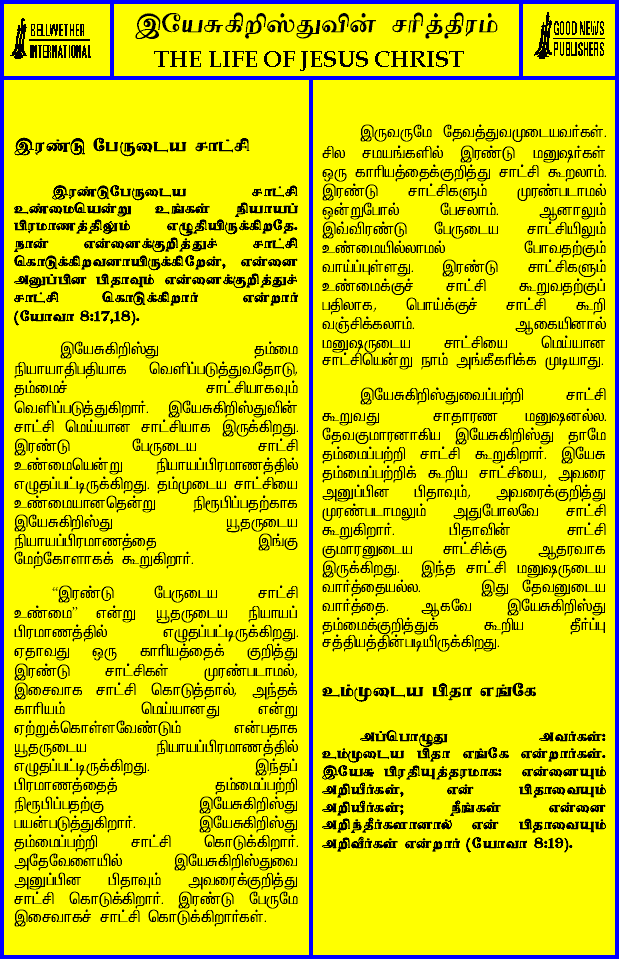 BELLWETHER
INTERNATIONAL
இயேசுகிறிஸ்துவின் சரித்திரம்
THE LIFE OF JESUS CHRIST
GOOD NEWS
PUBLISHERS
இரண்டு பேருடைய சாட்சி
இரண்டுபேருடைய சாட்சி
உண்மையென்று உங்கள் நியாயப்
பிரமாணத்திலும் எழுதியிருக்கிறதே.
நான் என்னைக்குறித்துச் சாட்சி
கொடுக்கிறவனாயிருக்கிறேன், என்னை
அனுப்பின பிதாவும் என்னைக்குறித்துச்
சாட்சி கொடுக்கிறார் என்றார்
(யோவா 8:17,18).
இயேசுகிறிஸ்து தம்மை
நியாயாதிபதியாக வெளிப்படுத்துவதோடு,
தம்மைச் சாட்சியாகவும்
வெளிப்படுத்துகிறார். இயேசுகிறிஸ்துவின்
சாட்சி மெய்யான சாட்சியாக இருக்கிறது.
இரண்டு பேருடைய சாட்சி
உண்மையென்று நியாயப்பிரமாணத்தில்
எழுதப்பட்டிருக்கிறது. தம்முடைய சாட்சியை
உண்மையானதென்று நிரூபிப்பதற்காக
இயேசுகிறிஸ்து யூதருடைய
நியாயப்பிரமாணத்தை இங்கு
மேற்கோளாகக் கூறுகிறார்.
“இரண்டு பேருடைய சாட்சி
உண்மை” என்று யூதருடைய நியாயப்
பிரமாணத்தில் எழுதப்பட்டிருக்கிறது.
ஏதாவது ஒரு காரியத்தைக் குறித்து
இரண்டு சாட்சிகள் முரண்படாமல்,
இசைவாக சாட்சி கொடுத்தால், அந்தக்
காரியம் மெய்யானது என்று
ஏற்றுக்கொள்ளவேண்டும் என்பதாக
யூதருடைய நியாயப்பிரமாணத்தில்
எழுதப்பட்டிருக்கிறது. இந்தப்
பிரமாணத்தைத் தம்மைப்பற்றி
நிரூபிப்பதற்கு இயேசுகிறிஸ்து
பயன்படுத்துகிறார். இயேசுகிறிஸ்து
தம்மைப்பற்றி சாட்சி கொடுக்கிறார்.
அதேவேளையில் இயேசுகிறிஸ்துவை
அனுப்பின பிதாவும் அவரைக்குறித்து
சாட்சி கொடுக்கிறார். இரண்டு பேருமே
இசைவாகச் சாட்சி கொடுக்கிறார்கள்.
இருவருமே தேவத்துவமுடையவர்கள்.
சில சமயங்களில் இரண்டு மனுஷர்கள்
ஒரு காரியத்தைக்குறித்து சாட்சி கூறலாம்.
இரண்டு சாட்சிகளும் முரண்படாமல்
ஒன்றுபோல் பேசலாம். ஆனாலும்
இவ்விரண்டு பேருடைய சாட்சியிலும்
உண்மையில்லாமல் போவதற்கும்
வாய்ப்புள்ளது. இரண்டு சாட்சிகளும்
உண்மைக்குச் சாட்சி கூறுவதற்குப்
பதிலாக, பொய்க்குச் சாட்சி கூறி
வஞ்சிக்கலாம். ஆகையினால்
மனுஷருடைய சாட்சியை மெய்யான
சாட்சியென்று நாம் அங்கீகரிக்க முடியாது.
இயேசுகிறிஸ்துவைப்பற்றி சாட்சி
கூறுவது சாதாரண மனுஷனல்ல.
தேவகுமாரனாகிய இயேசுகிறிஸ்து தாமே
தம்மைப்பற்றி சாட்சி கூறுகிறார். இயேசு
தம்மைப்பற்றிக் கூறிய சாட்சியை, அவரை
அனுப்பின பிதாவும், அவரைக்குறித்து
முரண்படாமலும் அதுபோலவே சாட்சி
கூறுகிறார். பிதாவின் சாட்சி
குமாரனுடைய சாட்சிக்கு ஆதரவாக
இருக்கிறது. இந்த சாட்சி மனுஷருடைய
வார்த்தையல்ல. இது தேவனுடைய
வார்த்தை. ஆகவே இயேசுகிறிஸ்து
தம்மைக்குறித்துக் கூறிய தீர்ப்பு
சத்தியத்தின்படியிருக்கிறது.
உம்முடைய பிதா எங்கே
அப்பொழுது அவர்கள்:
உம்முடைய பிதா எங்கே என்றார்கள்.
இயேசு பிரதியுத்தரமாக: என்னையும்
அறியீர்கள், என் பிதாவையும்
அறியீர்கள்; நீங்கள் என்னை
அறிந்தீர்களானால் என் பிதாவையும்
அறிவீர்கள் என்றார் (யோவா 8:19).